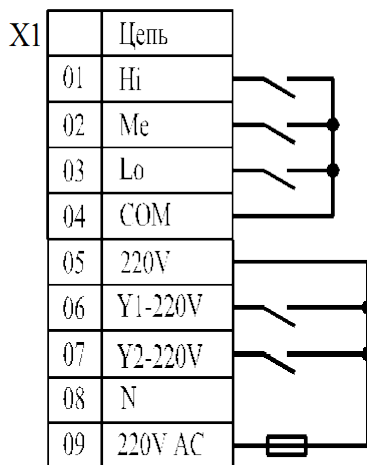 X1 Цепь
01 Hi
02 Me
03 Lo
04 COM
05 220V
06 Y1-220V
07 Y2-220V
08 N
09 220V AC